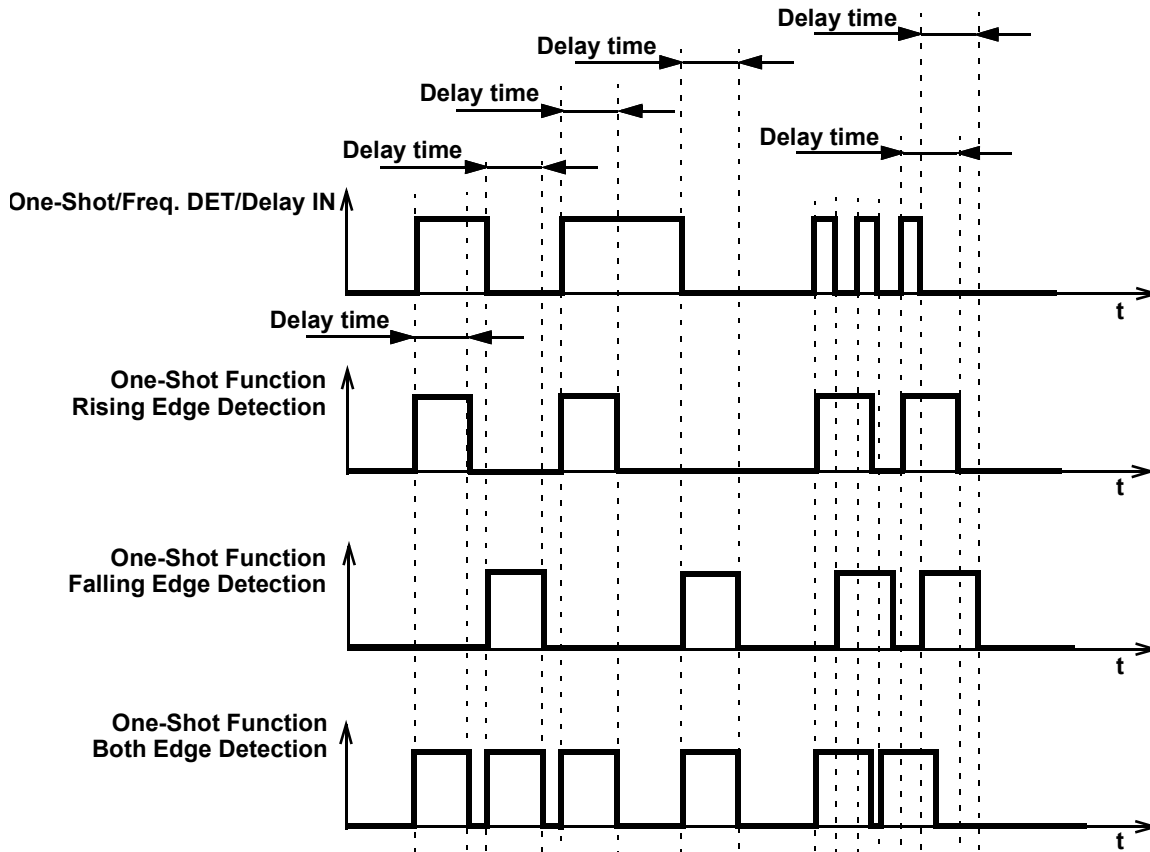 Delay time
Delay time
Delay time
Delay time
Delay time
One-Shot/Freq. DET/Delay IN
t
Delay time
One-Shot Function
Rising Edge Detection
t
One-Shot Function
Falling Edge Detection
t
One-Shot Function
Both Edge Detection
t